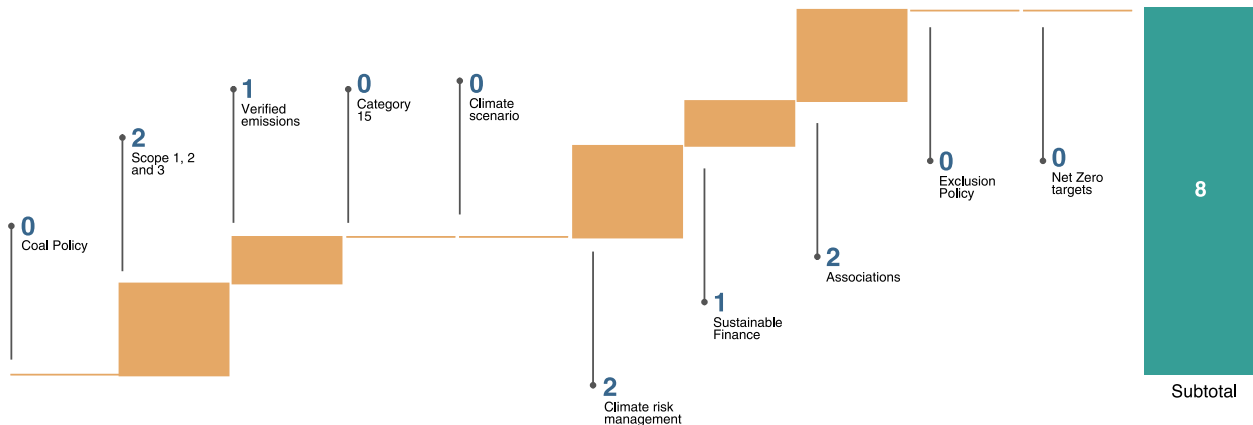 0
Coal Policy
2
Scope 1, 2
and 3
1
Verified
emissions
0
Category
15
0
Climate
scenario
2
Climate risk
management
1
Sustainable
Finance
2
Associations
0
Exclusion
Policy
0
Net Zero
targets
8
Subtotal